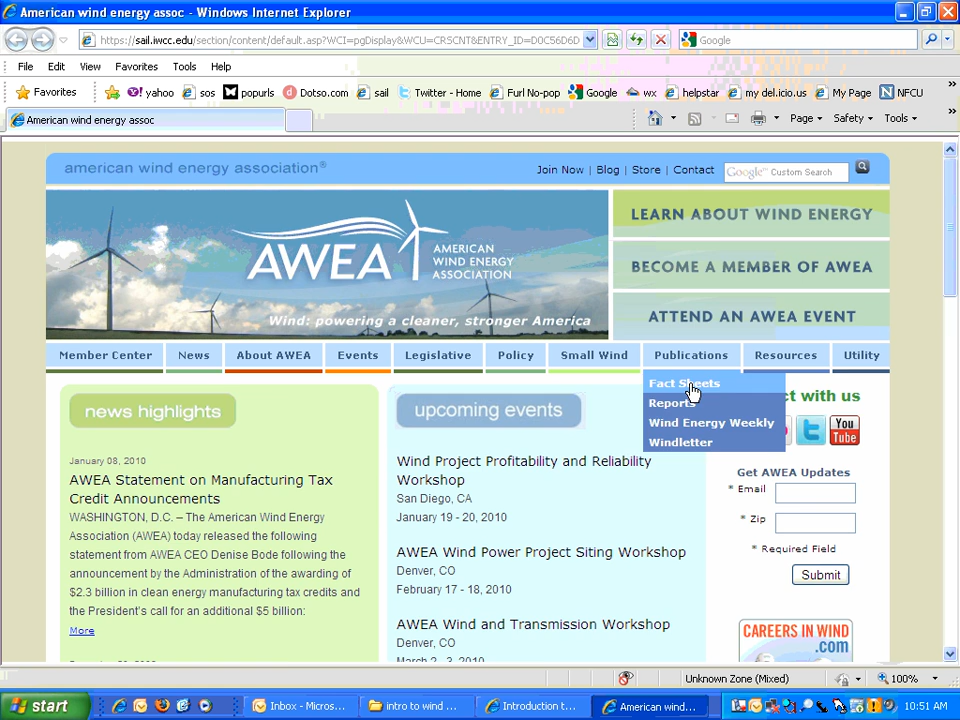 American wind energy assoc - Windows Internet Explorer
https://sail.iwcc.edu/section/content/default.asp?WCI=pgDisplay&WCU=CRSCNT&ENTRY_ID=D0C56D6D
Google
File Edit View Favorites Tools Help
Favorites yahoo sos popurls Dotso.com sail Twitter - Home Furl No-pop Google wx helpstar my del.icio.us My Page NFCU
American wind energy assoc
Page Safety Tools
american wind energy association®
Join Now | Blog | Store | Contact
Google™ Custom Search
AWEA
AMERICAN
WIND ENERGY
ASSOCIATION
Wind: powering a cleaner, stronger America
LEARN ABOUT WIND ENERGY
BECOME A MEMBER OF AWEA
ATTEND AN AWEA EVENT
Member Center News About AWEA Events Legislative Policy Small Wind Publications Resources Utility
Fact Sheets
Reports
Wind Energy Weekly
Windletter
news highlights
January 08, 2010
AWEA Statement on Manufacturing Tax
Credit Announcements
WASHINGTON, D.C. – The American Wind Energy
Association (AWEA) today released the following
statement from AWEA CEO Denise Bode following the
announcement by the Administration of the awarding of
$2.3 billion in clean energy manufacturing tax credits and
the President's call for an additional $5 billion:
More
upcoming events
Wind Project Profitability and Reliability
Workshop
San Diego, CA
January 19 - 20, 2010
AWEA Wind Power Project Siting Workshop
Denver, CO
February 17 - 18, 2010
AWEA Wind and Transmission Workshop
Denver, CO
March 2 - 3, 2010
with us
You
Tube
Get AWEA Updates
* Email
* Zip
* Required Field
Submit
CAREERS IN WIND
.com
Unknown Zone (Mixed)
100%
start
Inbox - Micros...
intro to wind ...
Introduction t...
American wind...
10:51 AM